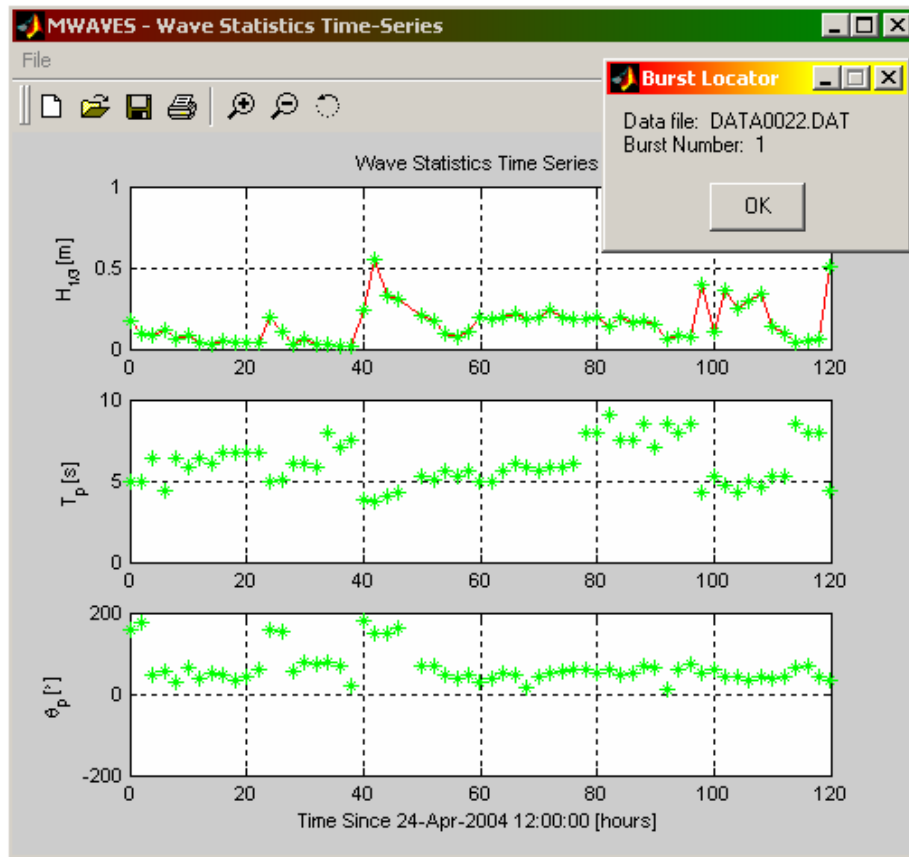 MWAVES - Wave Statistics Time-Series
File
Burst Locator
Data file: DATA0022.DAT
Burst Number: 1
OK
Wave Statistics Time Series
1
0.5
0
H1/3 [m]
0 20 40 60 80 100 120
10
5
0
Tp [s]
0 20 40 60 80 100 120
200
0
-200
θp [°]
0 20 40 60 80 100 120
Time Since 24-Apr-2004 12:00:00 [hours]